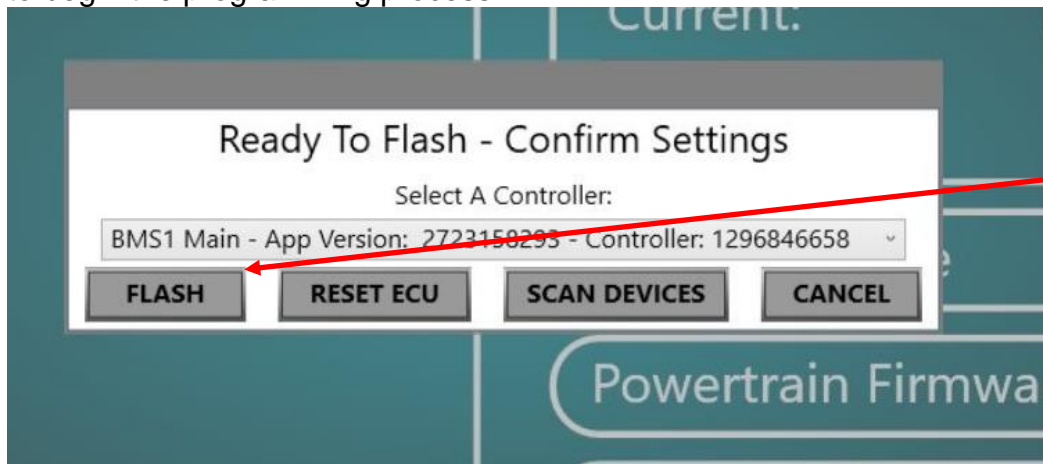 Current:
Ready To Flash - Confirm Settings
Select A Controller:
BMS1 Main - App Version: 2723158293 - Controller: 1296846658
FLASH
RESET ECU
SCAN DEVICES
CANCEL
Powertrain Firmwa